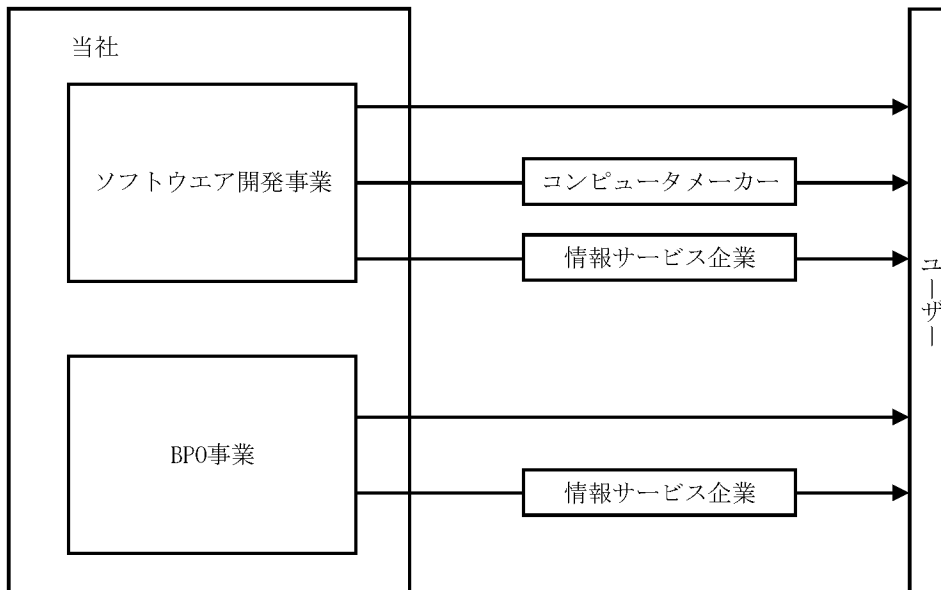 当社
ソフトウエア開発事業
コンピュータメーカー
情報サービス企業
ユーザー
BPO事業
情報サービス企業